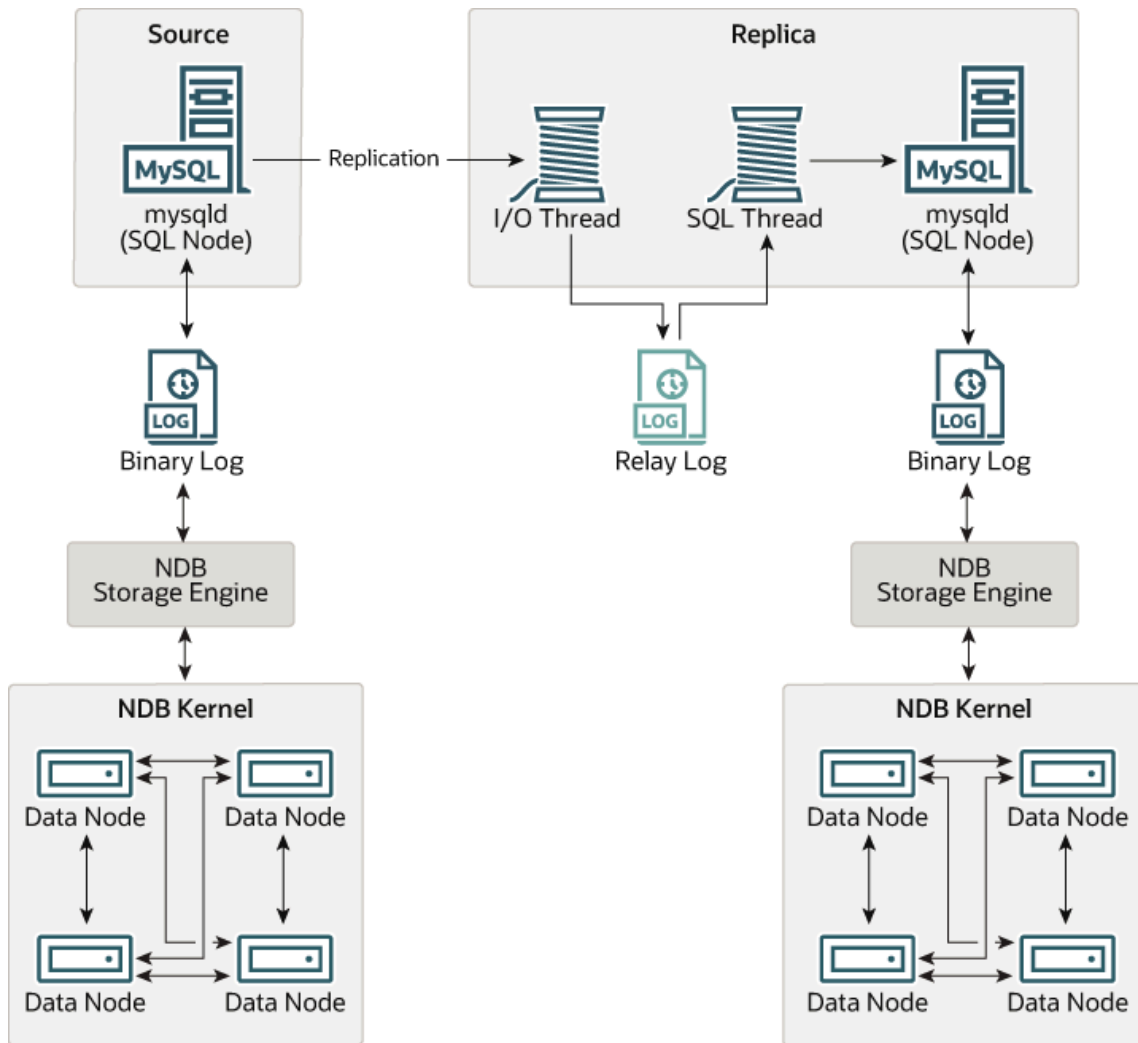 Source
Replica
MySQL
Replication
MySQL
mysqld
(SQL Node)
I/O Thread
SQL Thread
mysqld
(SQL Node)
LOG
LOG
LOG
Binary Log
Relay Log
Binary Log
NDB
Storage Engine
NDB
Storage Engine
NDB Kernel
NDB Kernel
Data Node
Data Node
Data Node
Data Node
Data Node
Data Node
Data Node
Data Node